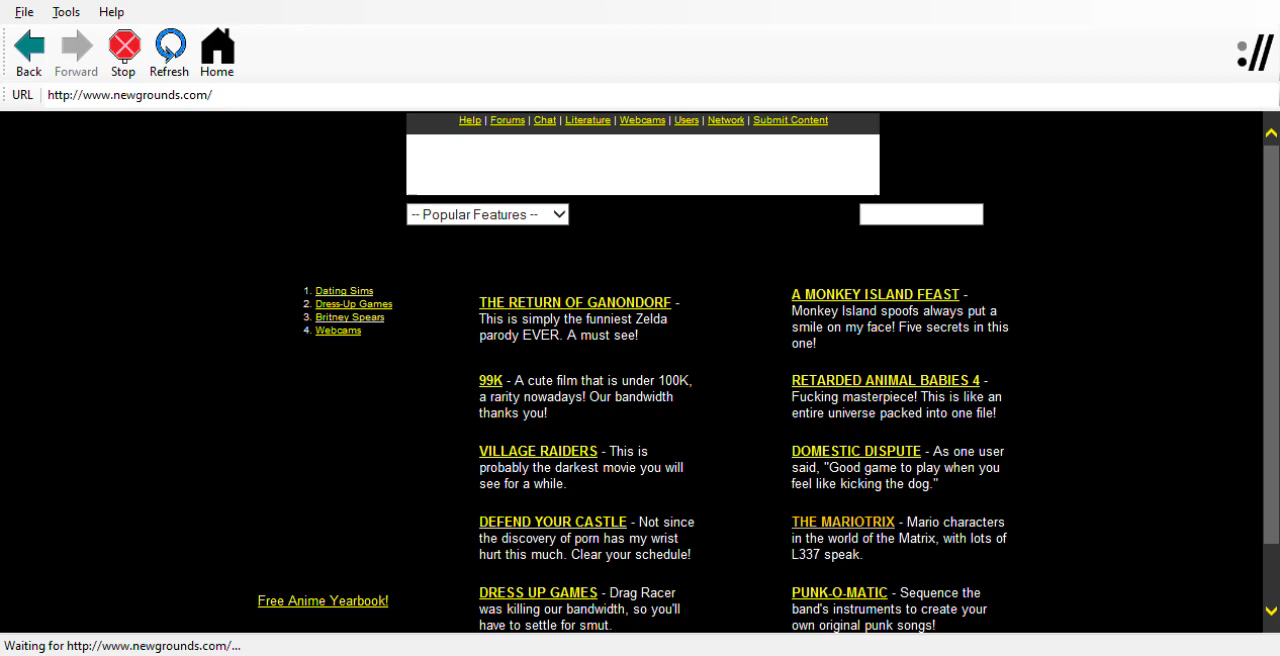 File Tools Help
Back Forward Stop Refresh Home
URL http://www.newgrounds.com/
Help | Forums | Chat | Literature | Webcams | Users | Network | Submit Content
-- Popular Features --
1. Dating Sims
2. Dress-Up Games
3. Britney Spears
4. Webcams
Free Anime Yearbook!
THE RETURN OF GANONDORF -
This is simply the funniest Zelda
parody EVER. A must see!
A MONKEY ISLAND FEAST -
Monkey Island spoofs always put a
smile on my face! Five secrets in this
one!
99K - A cute film that is under 100K,
a rarity nowadays! Our bandwidth
thanks you!
RETARDED ANIMAL BABIES 4 -
Fucking masterpiece! This is like an
entire universe packed into one file!
VILLAGE RAIDERS - This is
probably the darkest movie you will
see for a while.
DOMESTIC DISPUTE - As one user
said, "Good game to play when you
feel like kicking the dog."
DEFEND YOUR CASTLE - Not since
the discovery of porn has my wrist
hurt this much. Clear your schedule!
THE MARIOTRIX - Mario characters
in the world of the Matrix, with lots of
L337 speak.
DRESS UP GAMES - Drag Racer
was killing our bandwidth, so you'll
have to settle for smut.
PUNK-O-MATIC - Sequence the
band's instruments to create your
own original punk songs!
Waiting for http://www.newgrounds.com/...